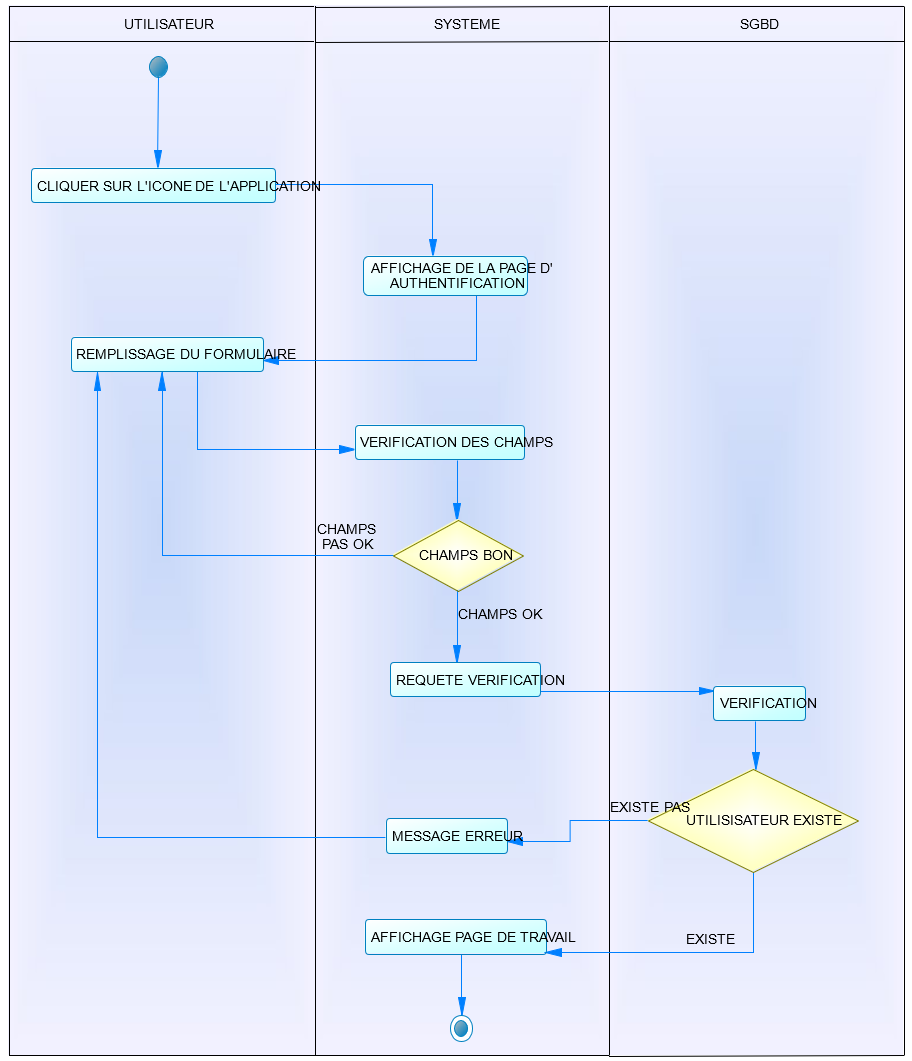 UTILISATEUR
SYSTEME
SGBD
CLIQUER SUR L'ICONE DE L'APPLICATION
AFFICHAGE DE LA PAGE D'
AUTHENTIFICATION
REMPLISSAGE DU FORMULAIRE
VERIFICATION DES CHAMPS
CHAMPS
PAS OK
CHAMPS BON
CHAMPS OK
REQUETE VERIFICATION
VERIFICATION
EXISTE PAS
UTILISISATEUR EXISTE
MESSAGE ERREUR
AFFICHAGE PAGE DE TRAVAIL
EXISTE